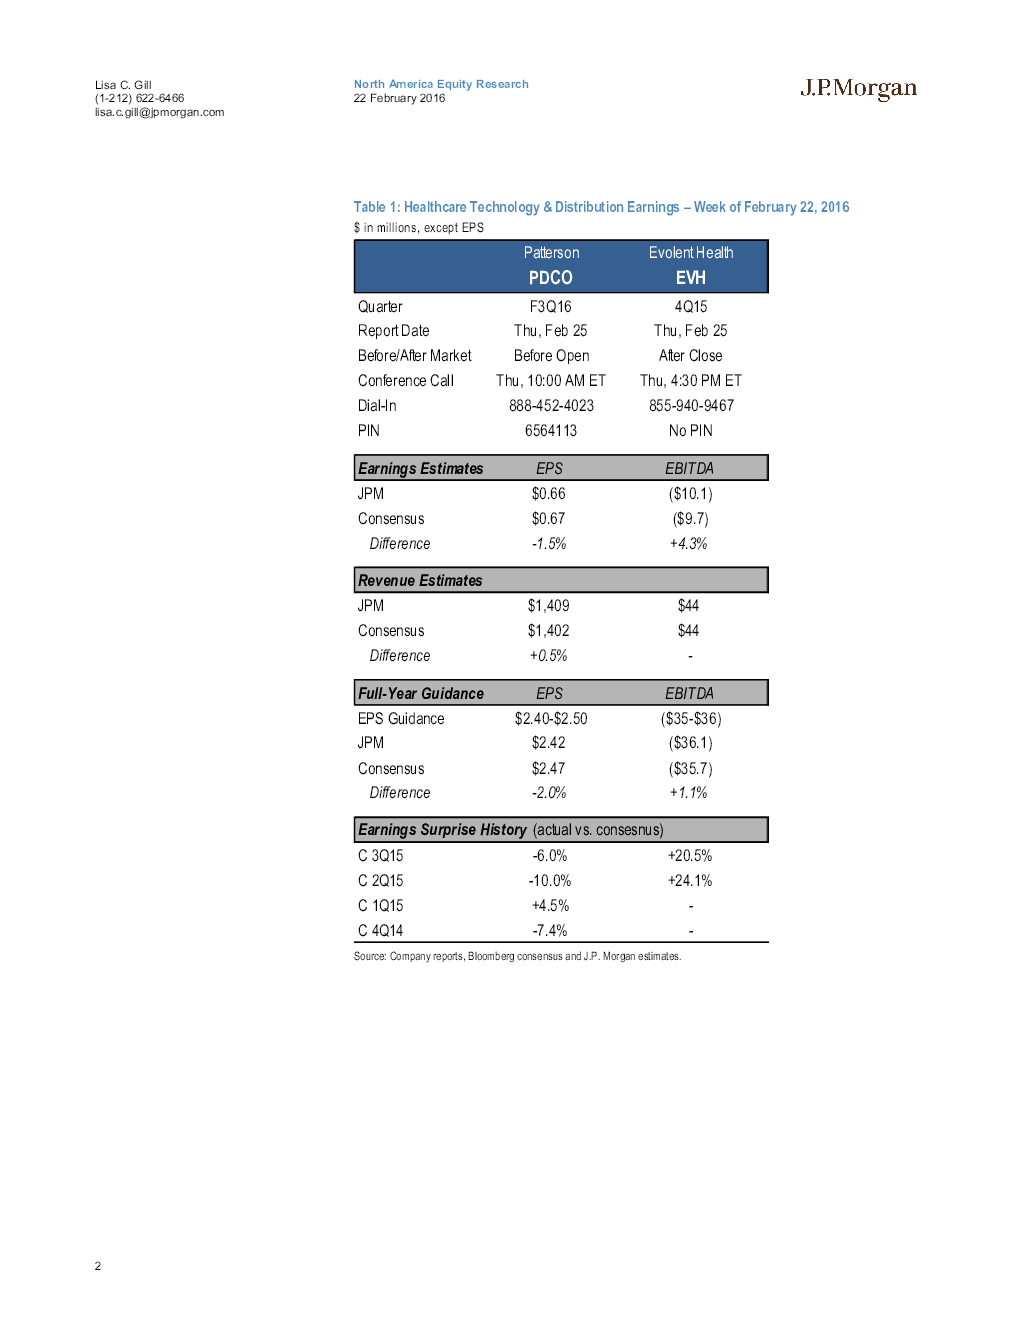 Lisa C. Gill
(1-212) 622-6466
lisa.c.gill@jpmorgan.com
North America Equity Research
22 February 2016
J.P.Morgan
Table 1: Healthcare Technology & Distribution Earnings – Week of February 22, 2016
$ in millions, except EPS
Patterson Evolent Health
PDCO EVH
Quarter F3Q16 4Q15
Report Date Thu, Feb 25 Thu, Feb 25
Before/After Market Before Open After Close
Conference Call Thu, 10:00 AM ET Thu, 4:30 PM ET
Dial-In 888-452-4023 855-940-9467
PIN 6564113 No PIN
Earnings Estimates EPS EBITDA
JPM $0.66 ($10.1)
Consensus $0.67 ($9.7)
Difference -1.5% +4.3%
Revenue Estimates
JPM $1,409 $44
Consensus $1,402 $44
Difference +0.5% -
Full-Year Guidance EPS EBITDA
EPS Guidance $2.40-$2.50 ($35-$36)
JPM $2.42 ($36.1)
Consensus $2.47 ($35.7)
Difference -2.0% +1.1%
Earnings Surprise History (actual vs. consesnus)
C 3Q15 -6.0% +20.5%
C 2Q15 -10.0% +24.1%
C 1Q15 +4.5% -
C 4Q14 -7.4% -
Source: Company reports, Bloomberg consensus and J.P. Morgan estimates.
2